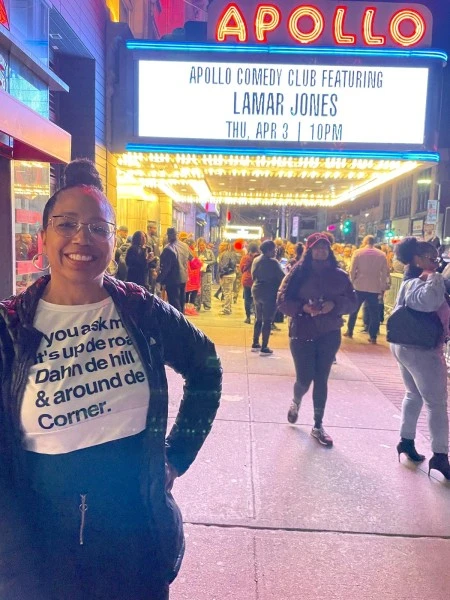 APOLLO
APOLLO COMEDY CLUB FEATURING
LAMAR JONES
THU, APR 3 | 10PM
you ask m
it's up de roa
Dahn de hill
& around de
Corner.